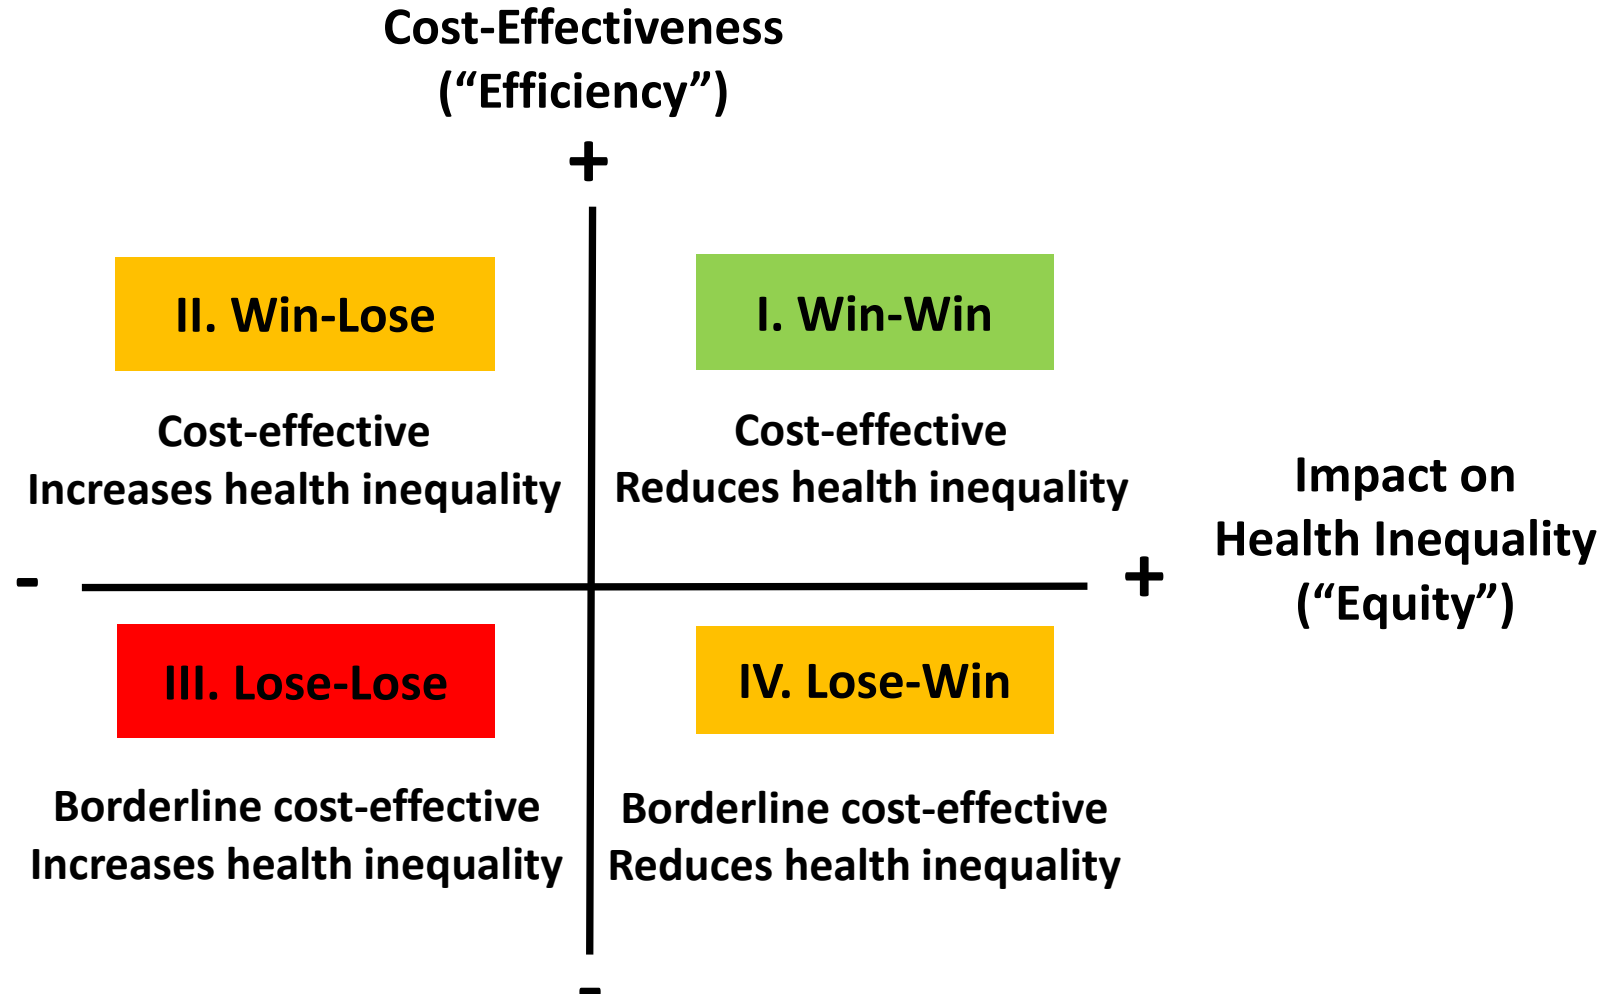 Cost-Effectiveness
(“Efficiency”)
+
II. Win-Lose
I. Win-Win
Cost-effective
Increases health inequality
Cost-effective
Reduces health inequality
Impact on
Health Inequality
(“Equity”)
-
+
III. Lose-Lose
IV. Lose-Win
Borderline cost-effective
Increases health inequality
Borderline cost-effective
Reduces health inequality
-